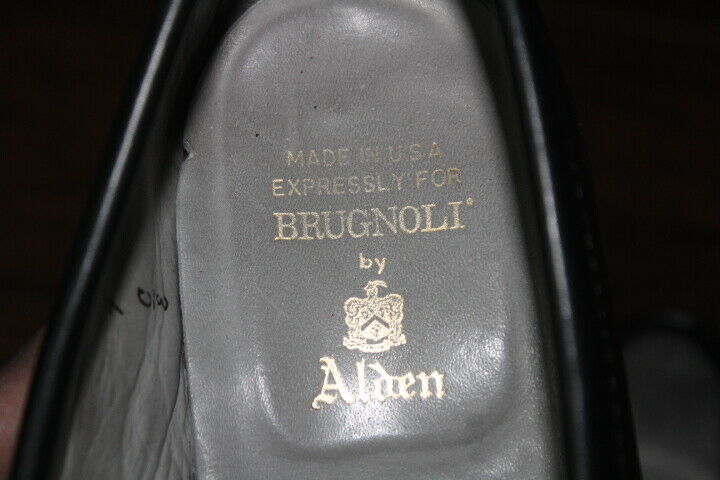 MADE IN U.S.A
EXPRESSLY FOR
BRUGNOLI®
by
Alden